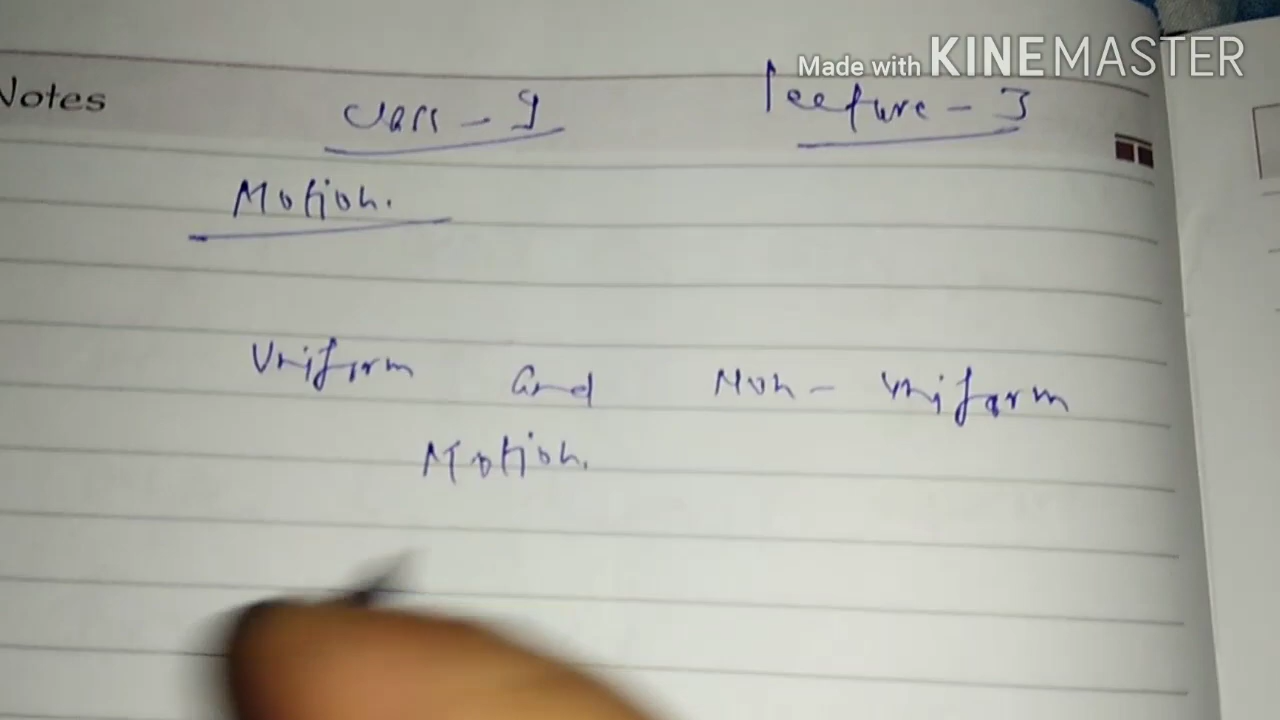 Made with KINEMASTER
Notes
Class - 9
Lecture - 3
Motion.
Uniform and Non - uniform
Motion.